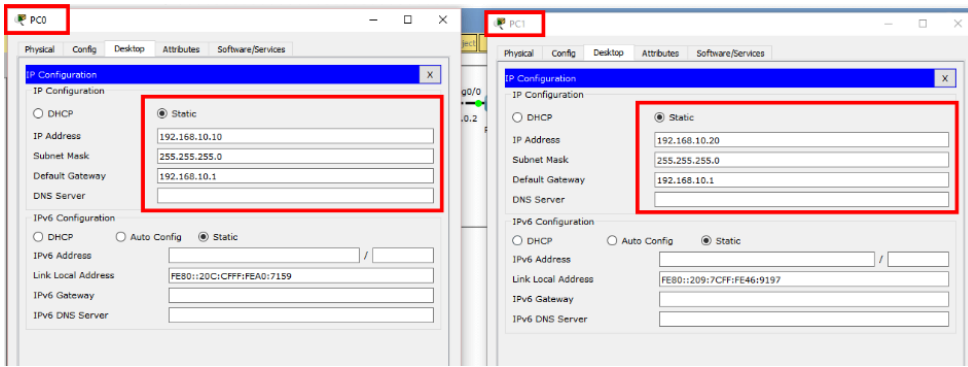 PC0
Physical Config Desktop Attributes Software/Services
IP Configuration X
IP Configuration
DHCP Static
IP Address 192.168.10.10
Subnet Mask 255.255.255.0
Default Gateway 192.168.10.1
DNS Server
IPv6 Configuration
DHCP Auto Config Static
IPv6 Address /
Link Local Address FE80::20C:CFFF:FEA0:7159
IPv6 Gateway
IPv6 DNS Server
ject
g0/0
.0.2
PC1
Physical Config Desktop Attributes Software/Services
IP Configuration X
IP Configuration
DHCP Static
IP Address 192.168.10.20
Subnet Mask 255.255.255.0
Default Gateway 192.168.10.1
DNS Server
IPv6 Configuration
DHCP Auto Config Static
IPv6 Address /
Link Local Address FE80::209:7CFF:FE46:9197
IPv6 Gateway
IPv6 DNS Server